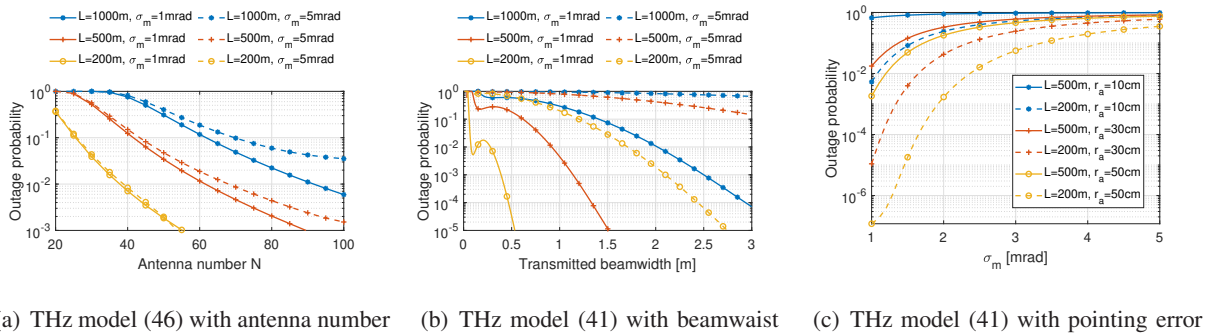 L=1000m, σm=1mrad L=1000m, σm=5mrad
L=500m, σm=1mrad L=500m, σm=5mrad
L=200m, σm=1mrad L=200m, σm=5mrad
10^0
10^-1
10^-2
10^-3
Outage probability
20 40 60 80 100
Antenna number N
L=1000m, σm=1mrad L=1000m, σm=5mrad
L=500m, σm=1mrad L=500m, σm=5mrad
L=200m, σm=1mrad L=200m, σm=5mrad
10^0
10^-1
10^-2
10^-3
10^-4
10^-5
Outage probability
0 0.5 1 1.5 2 2.5 3
Transmitted beamwidth [m]
10^0
10^-2
10^-4
10^-6
Outage probability
L=500m, ra=10cm
L=200m, ra=10cm
L=500m, ra=30cm
L=200m, ra=30cm
L=500m, ra=50cm
L=200m, ra=50cm
1 2 3 4 5
σm [mrad]
THz model (46) with antenna number
(b) THz model (41) with beamwaist
(c) THz model (41) with pointing error